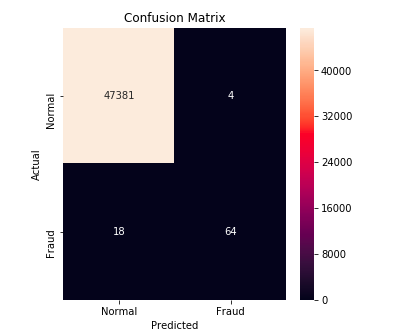 Confusion Matrix
47381
4
18
64
Normal
Fraud
Actual
Normal
Fraud
Predicted
40000
32000
24000
16000
8000
0